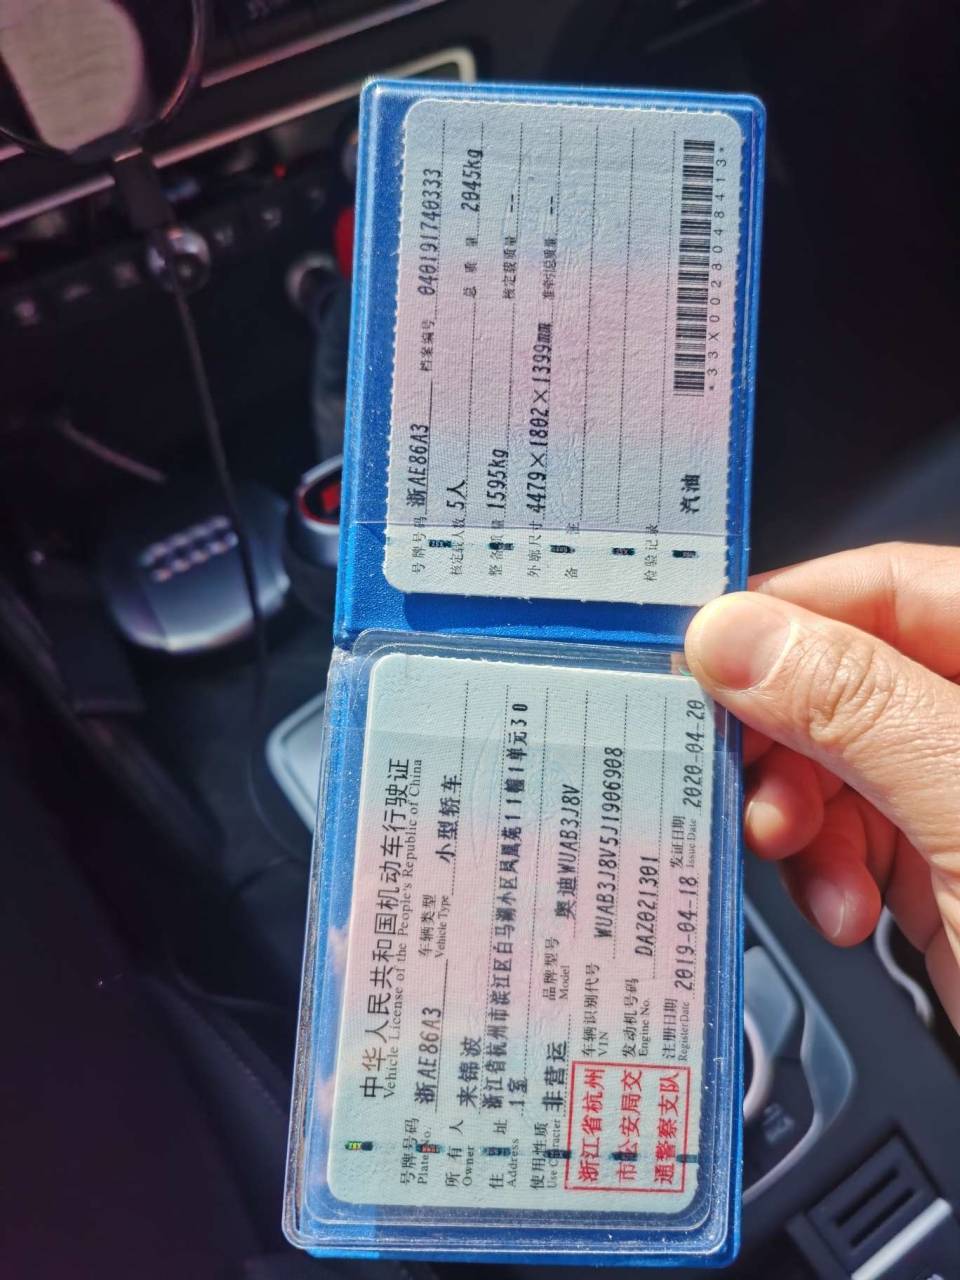 中华人民共和国机动车行驶证
Vehicle License of the People's Republic of China
号牌号码 浙AE86A3 车辆类型 小型轿车
Plate No. Vehicle Type
所有人 来锦波
Owner
住址 浙江省杭州市滨江区白马湖小区凤凰苑11幢1单元30
Address 1室
使用性质 非营运 品牌型号 奥迪WUAB3J8V
Use Character Model
浙江省杭州
市公安局交
通警察支队
车辆识别代号 WUAB3J8V5J1906908
VIN
发动机号码 DAZ021301
Engine No.
注册日期 2019-04-18 发证日期 2020-04-20
Register Date Issue Date
号牌号码 浙AE86A3 档案编号 040191740333
核定载人数 5人 总质量 2045kg
整备质量 1595kg 核定载质量 --
外廓尺寸 4479×1802×1399mm 准牵引总质量 --
备注
检验记录
汽油
*33X0028048413*